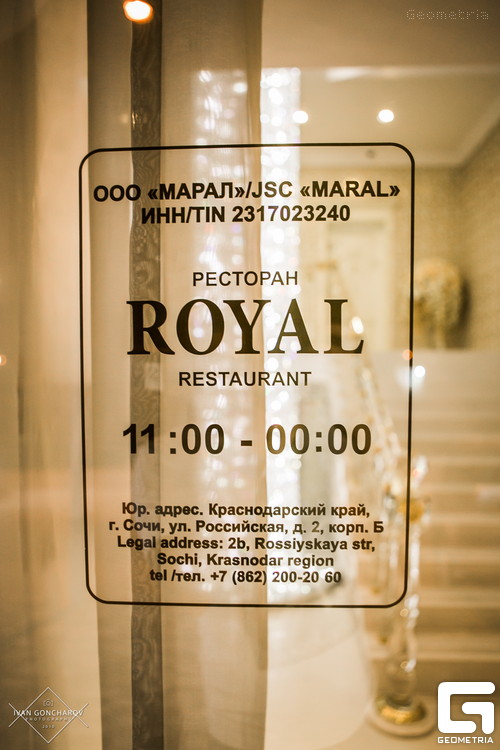 Geometria
ООО «МАРАЛ»/JSC «MARAL»
ИНН/TIN 2317023240
РЕСТОРАН
ROYAL
RESTAURANT
11:00 - 00:00
Юр. адрес. Краснодарский край,
г. Сочи, ул. Российская, д. 2, корп. Б
Legal address: 2b, Rossiyskaya str,
Sochi, Krasnodar region
tel /тел. +7 (862) 200-20 60
IVAN GONCHAROV
PHOTOGRAPHY
GEOMETRIA